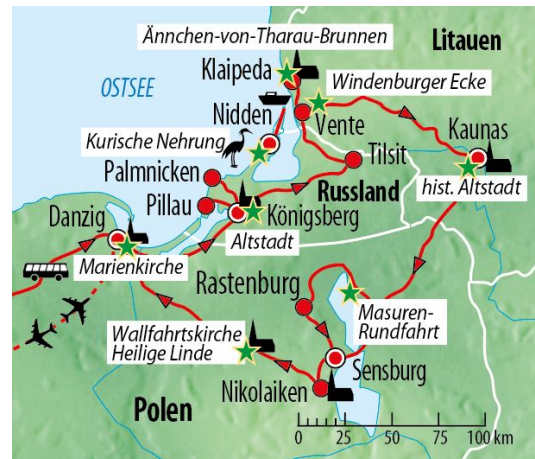 Ännchen-von-Tharau-Brunnen
Litauen
Klaipeda
OSTSEE
Windenburger Ecke
Nidden
Vente
Kaunas
Kurische Nehrung
Tilsit
Palmnicken
Russland
hist. Altstadt
Pillau
Königsberg
Danzig
Altstadt
Marienkirche
Rastenburg
Masuren-
Rundfahrt
Wallfahrtskirche
Heilige Linde
Sensburg
Nikolaiken
Polen
0 25 50 75 100 km